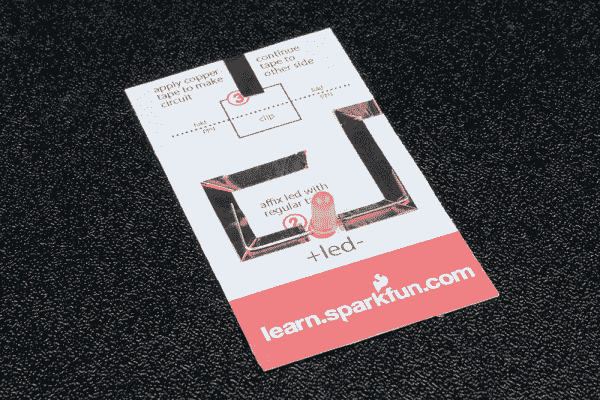 apply copper
tape to make
circuit
continue
tape to
other side
3
fold
clip
fold
affix led with
regular
2
+led-
learn.sparkfun.com